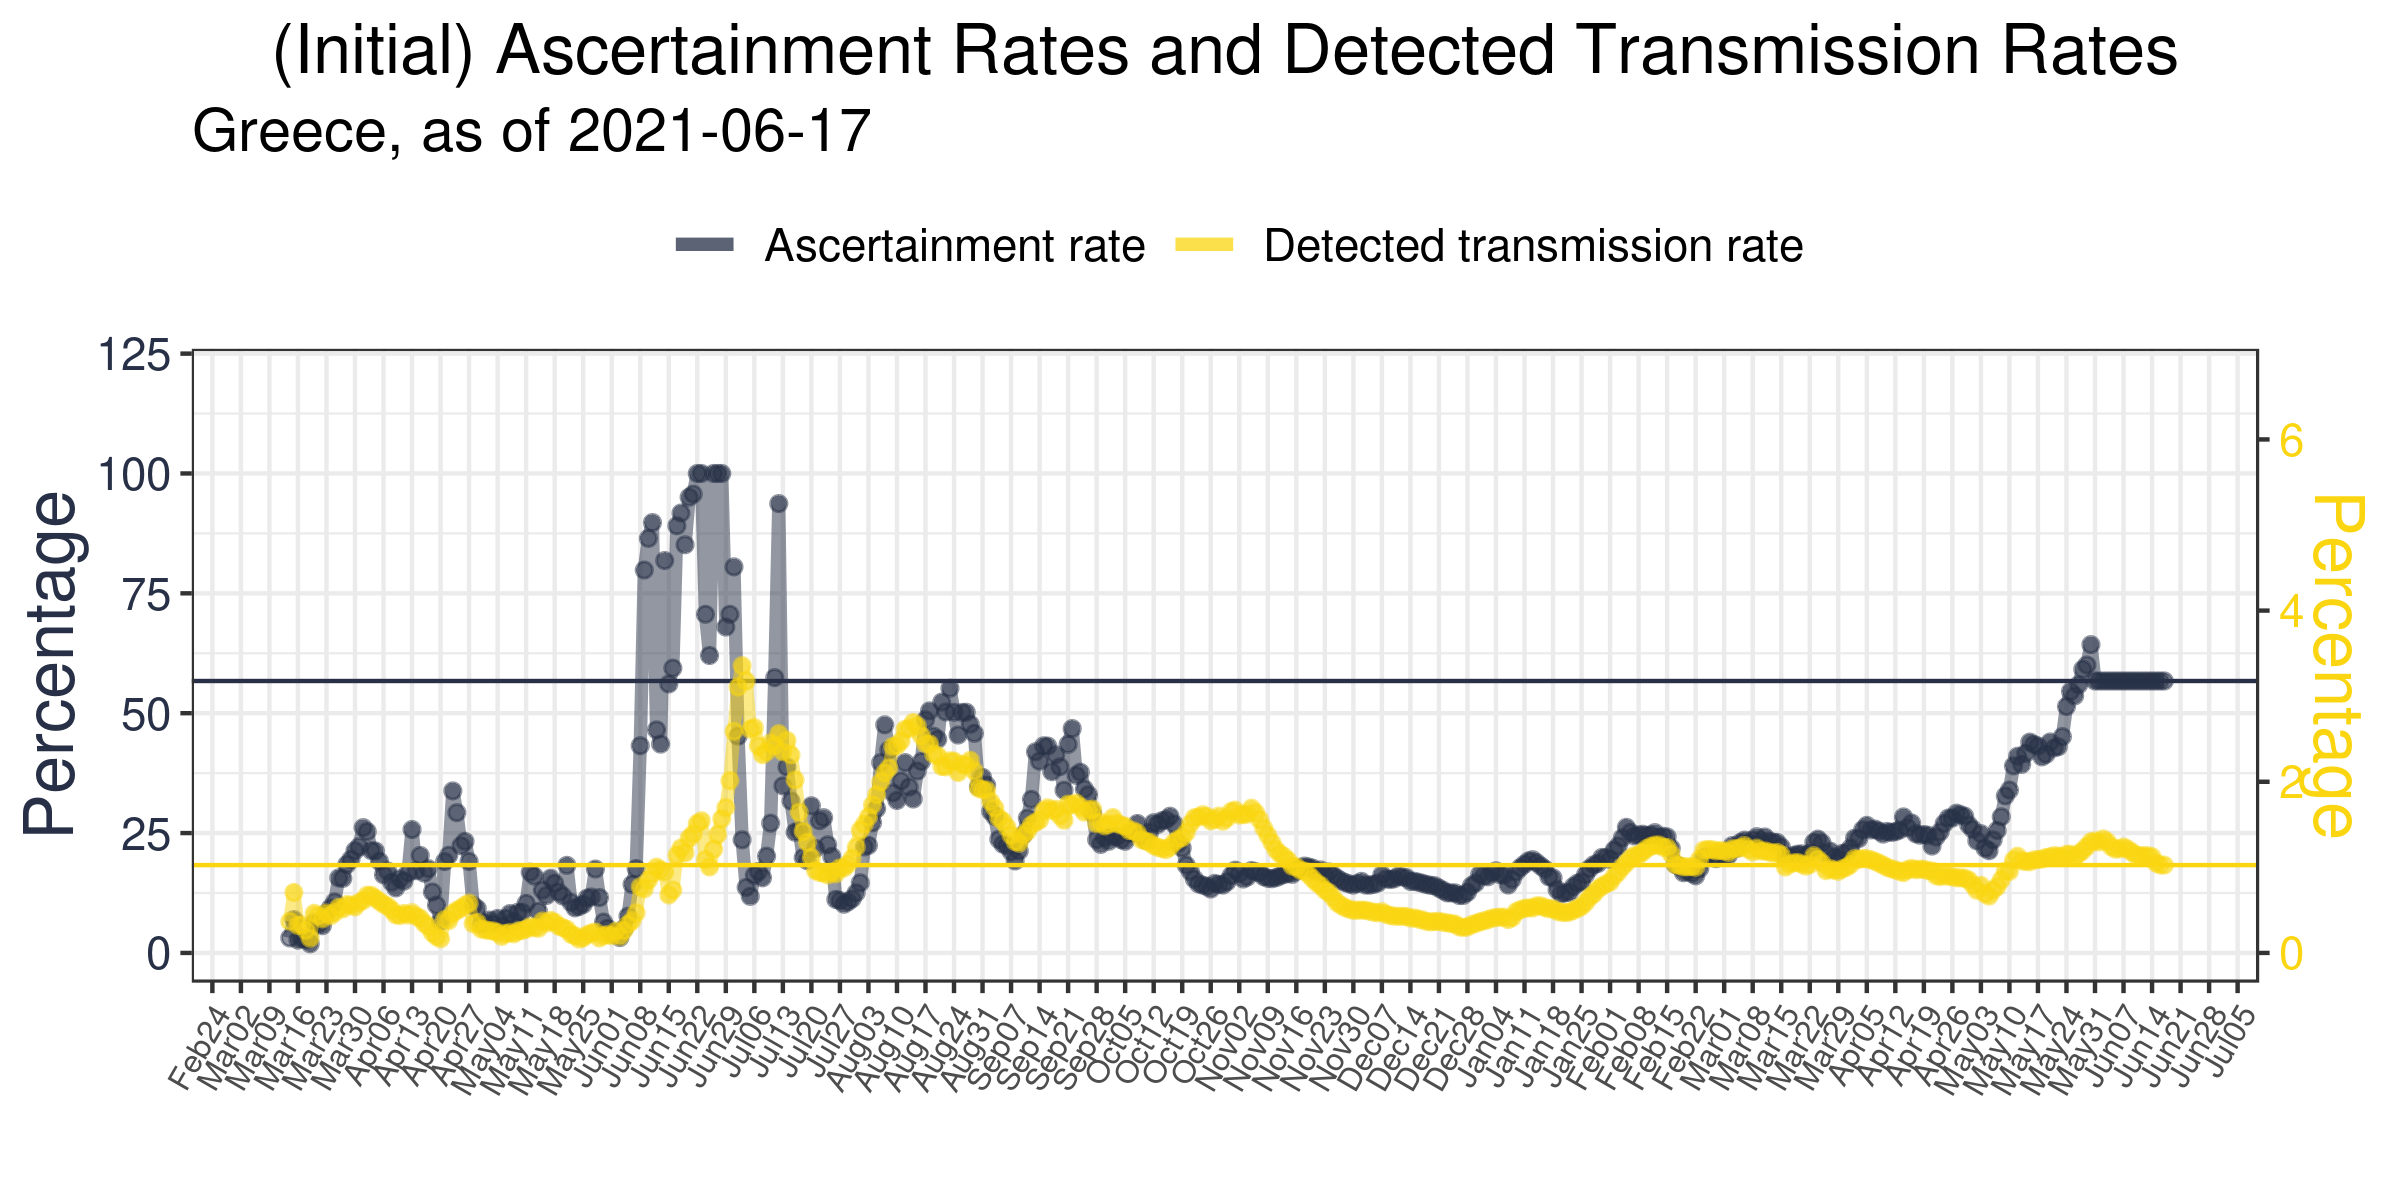 (Initial) Ascertainment Rates and Detected Transmission Rates
Greece, as of 2021-06-17
Ascertainment rate
Detected transmission rate
Percentage
125
100
75
50
25
0
6
4
2
0
Percentage
Feb24
Mar02
Mar09
Mar16
Mar23
Mar30
Apr06
Apr13
Apr20
Apr27
May04
May11
May18
May25
Jun01
Jun08
Jun15
Jun22
Jun29
Jul06
Jul13
Jul20
Jul27
Aug03
Aug10
Aug17
Aug24
Aug31
Sep07
Sep14
Sep21
Sep28
Oct05
Oct12
Oct19
Oct26
Nov02
Nov09
Nov16
Nov23
Nov30
Dec07
Dec14
Dec21
Dec28
Jan04
Jan11
Jan18
Jan25
Feb01
Feb08
Feb15
Feb22
Mar01
Mar08
Mar15
Mar22
Mar29
Apr05
Apr12
Apr19
Apr26
May03
May10
May17
May24
May31
Jun07
Jun14
Jun21
Jun28
Jul05